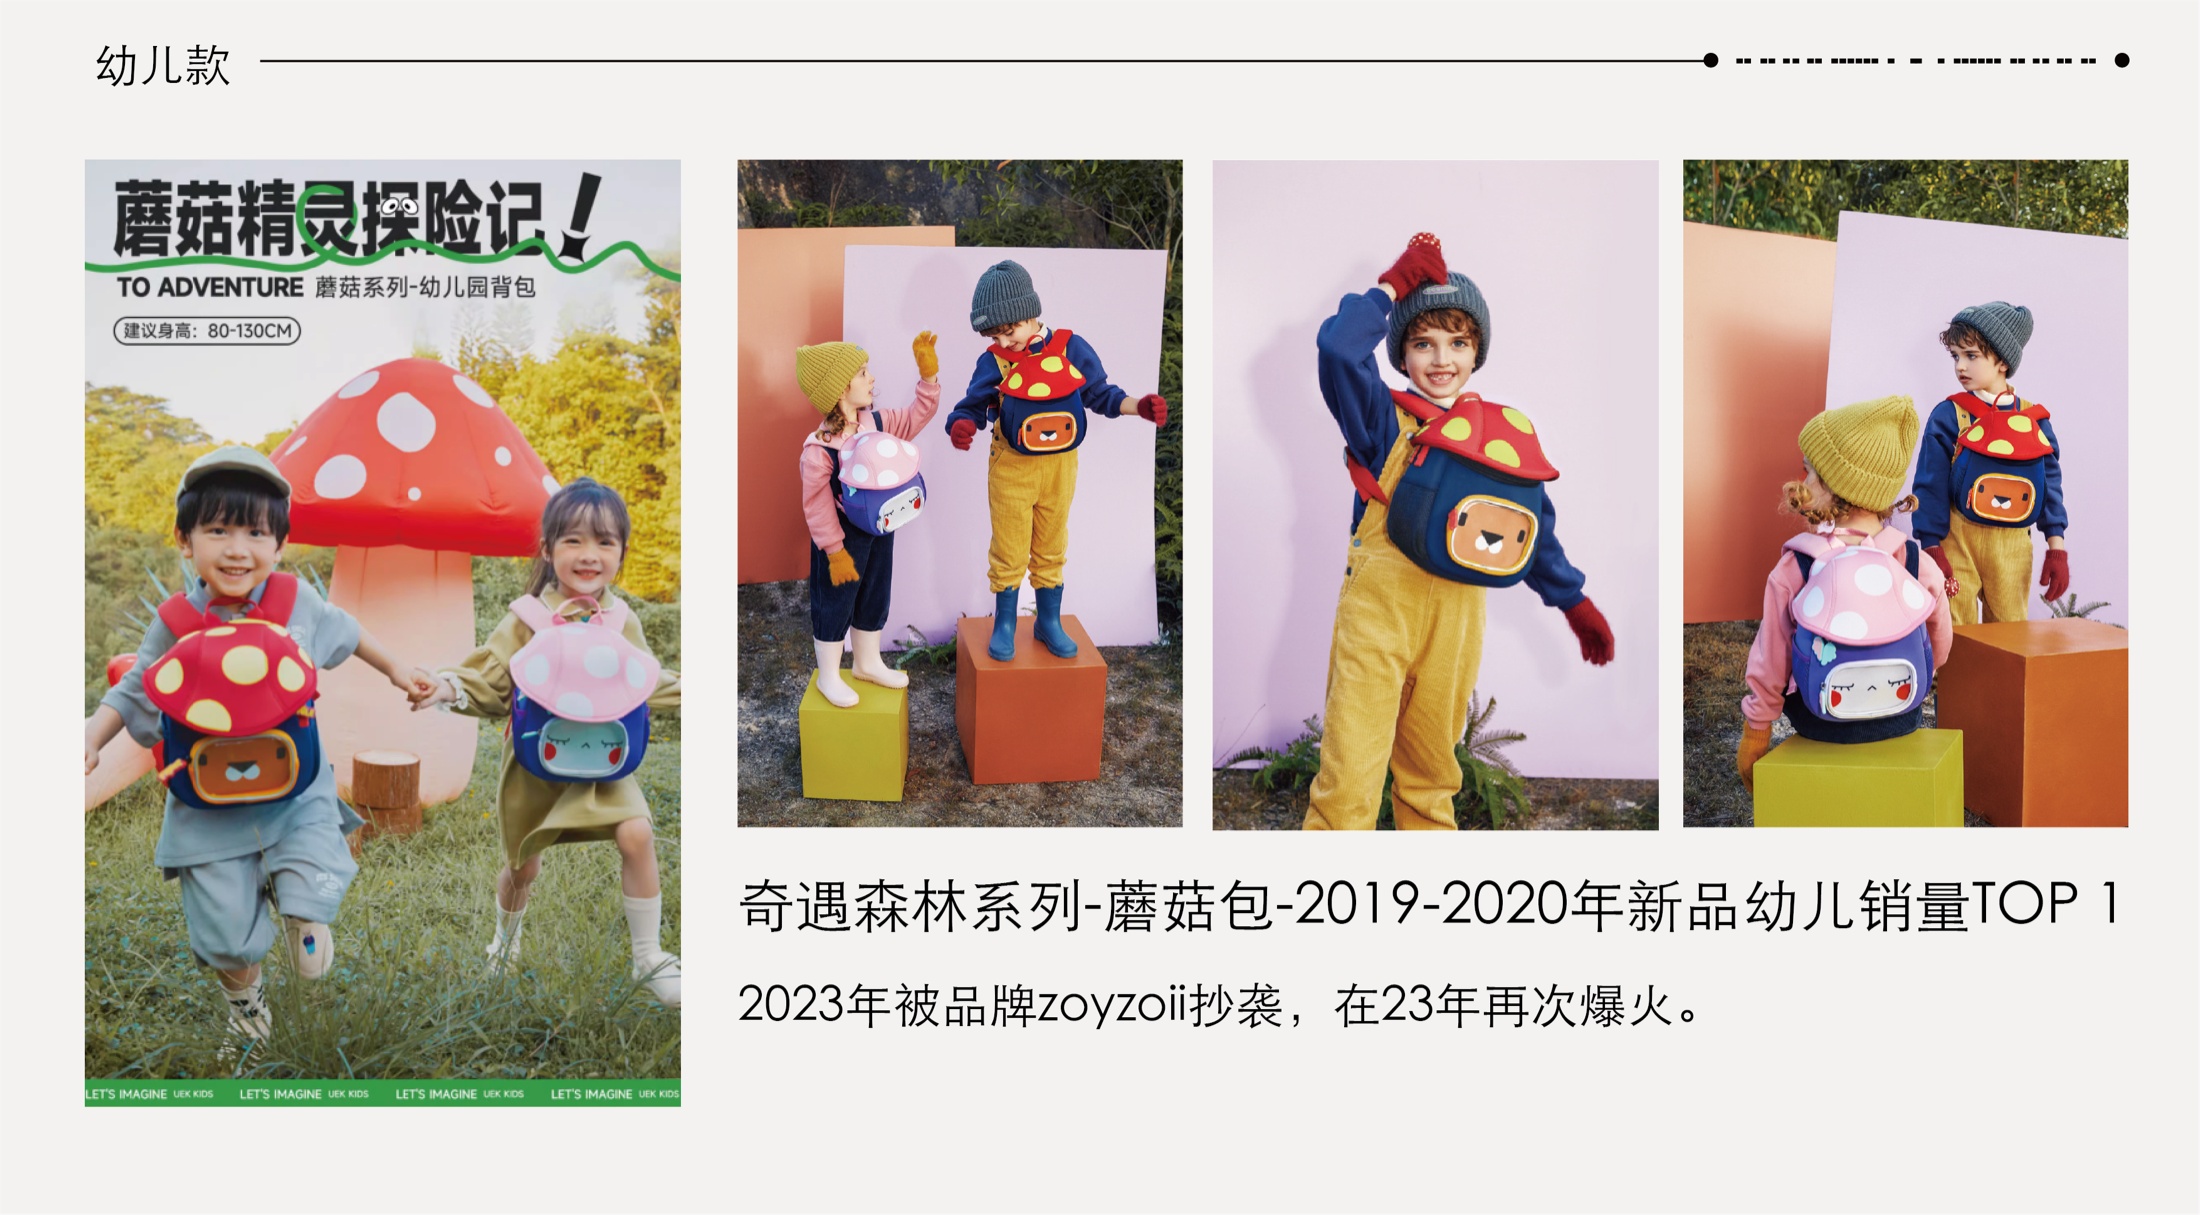 幼儿款
蘑菇精灵探险记!
TO ADVENTURE 蘑菇系列-幼儿园背包
建议身高：80-130CM
LET'S IMAGINE UEK KIDS LET'S IMAGINE UEK KIDS LET'S IMAGINE UEK KIDS LET'S IMAGINE UEK KIDS
奇遇森林系列-蘑菇包-2019-2020年新品幼儿销量TOP 1
2023年被品牌zoyzoii抄袭，在23年再次爆火。